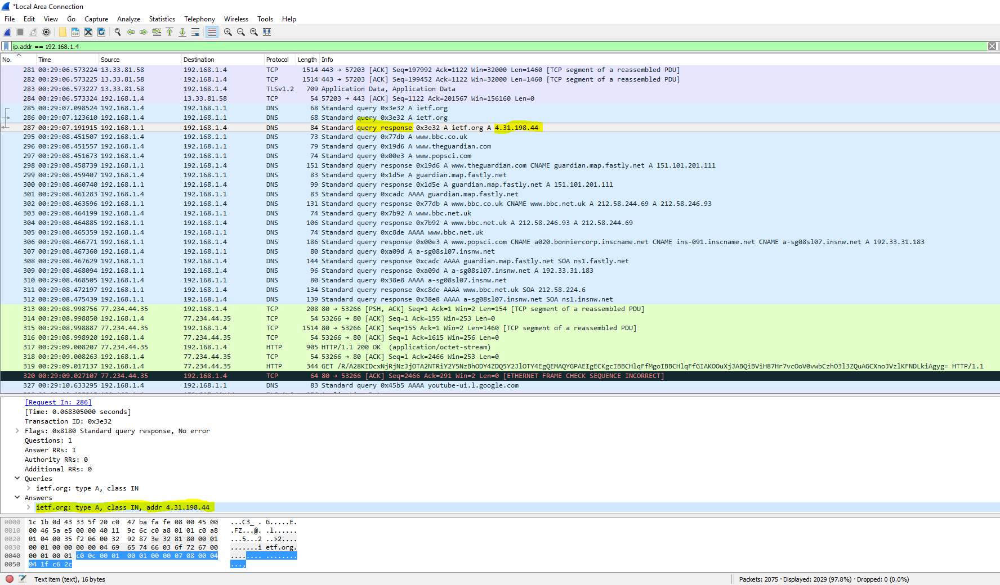 *Local Area Connection
File Edit View Go Capture Analyze Statistics Telephony Wireless Tools Help
ip.addr == 192.168.1.4
No. Time Source Destination Protocol Length Info
281 00:29:06.573224 13.33.81.58 192.168.1.4 TCP 1514 443 → 57203 [ACK] Seq=197992 Ack=1122 Win=32000 Len=1460 [TCP segment of a reassembled PDU]
282 00:29:06.573225 13.33.81.58 192.168.1.4 TCP 1514 443 → 57203 [ACK] Seq=199452 Ack=1122 Win=32000 Len=1460 [TCP segment of a reassembled PDU]
283 00:29:06.573227 13.33.81.58 192.168.1.4 TLSv1.2 709 Application Data, Application Data
284 00:29:06.573324 192.168.1.4 13.33.81.58 TCP 54 57203 → 443 [ACK] Seq=1122 Ack=201567 Win=156160 Len=0
285 00:29:07.098524 192.168.1.4 192.168.1.1 DNS 68 Standard query 0x3e32 A ietf.org
286 00:29:07.123610 192.168.1.4 192.168.1.1 DNS 68 Standard query 0x3e32 A ietf.org
287 00:29:07.191915 192.168.1.1 192.168.1.4 DNS 84 Standard query response 0x3e32 A ietf.org A 4.31.198.44
295 00:29:08.451507 192.168.1.4 192.168.1.1 DNS 73 Standard query 0x77db A www.bbc.co.uk
296 00:29:08.451557 192.168.1.4 192.168.1.1 DNS 79 Standard query 0x19d6 A www.theguardian.com
297 00:29:08.451673 192.168.1.4 192.168.1.1 DNS 74 Standard query 0x00e3 A www.popsci.com
298 00:29:08.458739 192.168.1.1 192.168.1.4 DNS 151 Standard query response 0x19d6 A www.theguardian.com CNAME guardian.map.fastly.net A 151.101.201.111
299 00:29:08.459407 192.168.1.4 192.168.1.1 DNS 83 Standard query 0x1d5e A guardian.map.fastly.net
300 00:29:08.460740 192.168.1.1 192.168.1.4 DNS 99 Standard query response 0x1d5e A guardian.map.fastly.net A 151.101.201.111
301 00:29:08.461283 192.168.1.4 192.168.1.1 DNS 83 Standard query 0xcadc AAAA guardian.map.fastly.net
302 00:29:08.463596 192.168.1.1 192.168.1.4 DNS 131 Standard query response 0x77db A www.bbc.co.uk CNAME www.bbc.net.uk A 212.58.244.69 A 212.58.246.93
303 00:29:08.464199 192.168.1.4 192.168.1.1 DNS 74 Standard query 0x7b92 A www.bbc.net.uk
304 00:29:08.464885 192.168.1.1 192.168.1.4 DNS 106 Standard query response 0x7b92 A www.bbc.net.uk A 212.58.246.93 A 212.58.244.69
305 00:29:08.465359 192.168.1.4 192.168.1.1 DNS 74 Standard query 0xc8de AAAA www.bbc.net.uk
306 00:29:08.466771 192.168.1.1 192.168.1.4 DNS 186 Standard query response 0x00e3 A www.popsci.com CNAME a020.bonniercorp.inscname.net CNAME ins-091.inscname.net CNAME a-sg08sl07.insnw.net A 192.33.31.183
307 00:29:08.467360 192.168.1.4 192.168.1.1 DNS 80 Standard query 0xa09d A a-sg08sl07.insnw.net
308 00:29:08.467629 192.168.1.1 192.168.1.4 DNS 144 Standard query response 0xcadc AAAA guardian.map.fastly.net SOA ns1.fastly.net
309 00:29:08.468094 192.168.1.1 192.168.1.4 DNS 96 Standard query response 0xa09d A a-sg08sl07.insnw.net A 192.33.31.183
310 00:29:08.468505 192.168.1.4 192.168.1.1 DNS 80 Standard query 0x38e8 AAAA a-sg08sl07.insnw.net
311 00:29:08.472197 192.168.1.1 192.168.1.4 DNS 134 Standard query response 0xc8de AAAA www.bbc.net.uk SOA 212.58.224.6
312 00:29:08.475439 192.168.1.1 192.168.1.4 DNS 139 Standard query response 0x38e8 AAAA a-sg08sl07.insnw.net SOA ns1.insnw.net
313 00:29:08.998756 77.234.44.35 192.168.1.4 TCP 208 80 → 53266 [PSH, ACK] Seq=1 Ack=1 Win=2 Len=154 [TCP segment of a reassembled PDU]
314 00:29:08.998850 192.168.1.4 77.234.44.35 TCP 54 53266 → 80 [ACK] Seq=1 Ack=155 Win=253 Len=0
315 00:29:08.998887 77.234.44.35 192.168.1.4 TCP 1514 80 → 53266 [ACK] Seq=155 Ack=1 Win=2 Len=1460 [TCP segment of a reassembled PDU]
316 00:29:08.998920 192.168.1.4 77.234.44.35 TCP 54 53266 → 80 [ACK] Seq=1 Ack=1615 Win=256 Len=0
317 00:29:09.008207 77.234.44.35 192.168.1.4 HTTP 905 HTTP/1.1 200 OK (application/octet-stream)
318 00:29:09.008263 192.168.1.4 77.234.44.35 TCP 54 53266 → 80 [ACK] Seq=1 Ack=2466 Win=253 Len=0
319 00:29:09.017137 192.168.1.4 77.234.44.35 HTTP 344 GET HTTP/1.1
320 00:29:09.027107 77.234.44.35 192.168.1.4 TCP 64 80 → 53266 [ACK] Seq=2466 Ack=291 Win=2 Len=0 [ETHERNET FRAME CHECK SEQUENCE INCORRECT]
327 00:29:10.633295 192.168.1.4 192.168.1.1 DNS 83 Standard query 0x45b5 AAAA youtube-ui.l.google.com
[Request In: 286]
[Time: 0.068305000 seconds]
Transaction ID: 0x3e32
Flags: 0x8180 Standard query response, No error
Questions: 1
Answer RRs: 1
Authority RRs: 0
Additional RRs: 0
Queries
ietf.org: type A, class IN
Answers
ietf.org: type A, class IN, addr 4.31.198.44
0000 1c 1b 0d 43 33 5f 20 c0 47 ba fa fe 08 00 45 00 ...C3_ . G.....E.
0010 00 46 5a e5 00 00 40 11 9c 6c c0 a8 01 01 c0 a8 .FZ...@. .l......
0020 01 04 00 35 f2 06 00 32 92 87 3e 32 81 80 00 01 ...5...2 ..>2....
0030 00 01 00 00 00 00 04 69 65 74 66 03 6f 72 67 00 .......i etf.org.
0040 00 01 00 01 c0 0c 00 01 00 01 00 00 07 08 00 04 ........ ........
0050 04 1f c6 2c ...,
Text item (text), 16 bytes
Packets: 2075 · Displayed: 2029 (97.8%) · Dropped: 0 (0.0%)